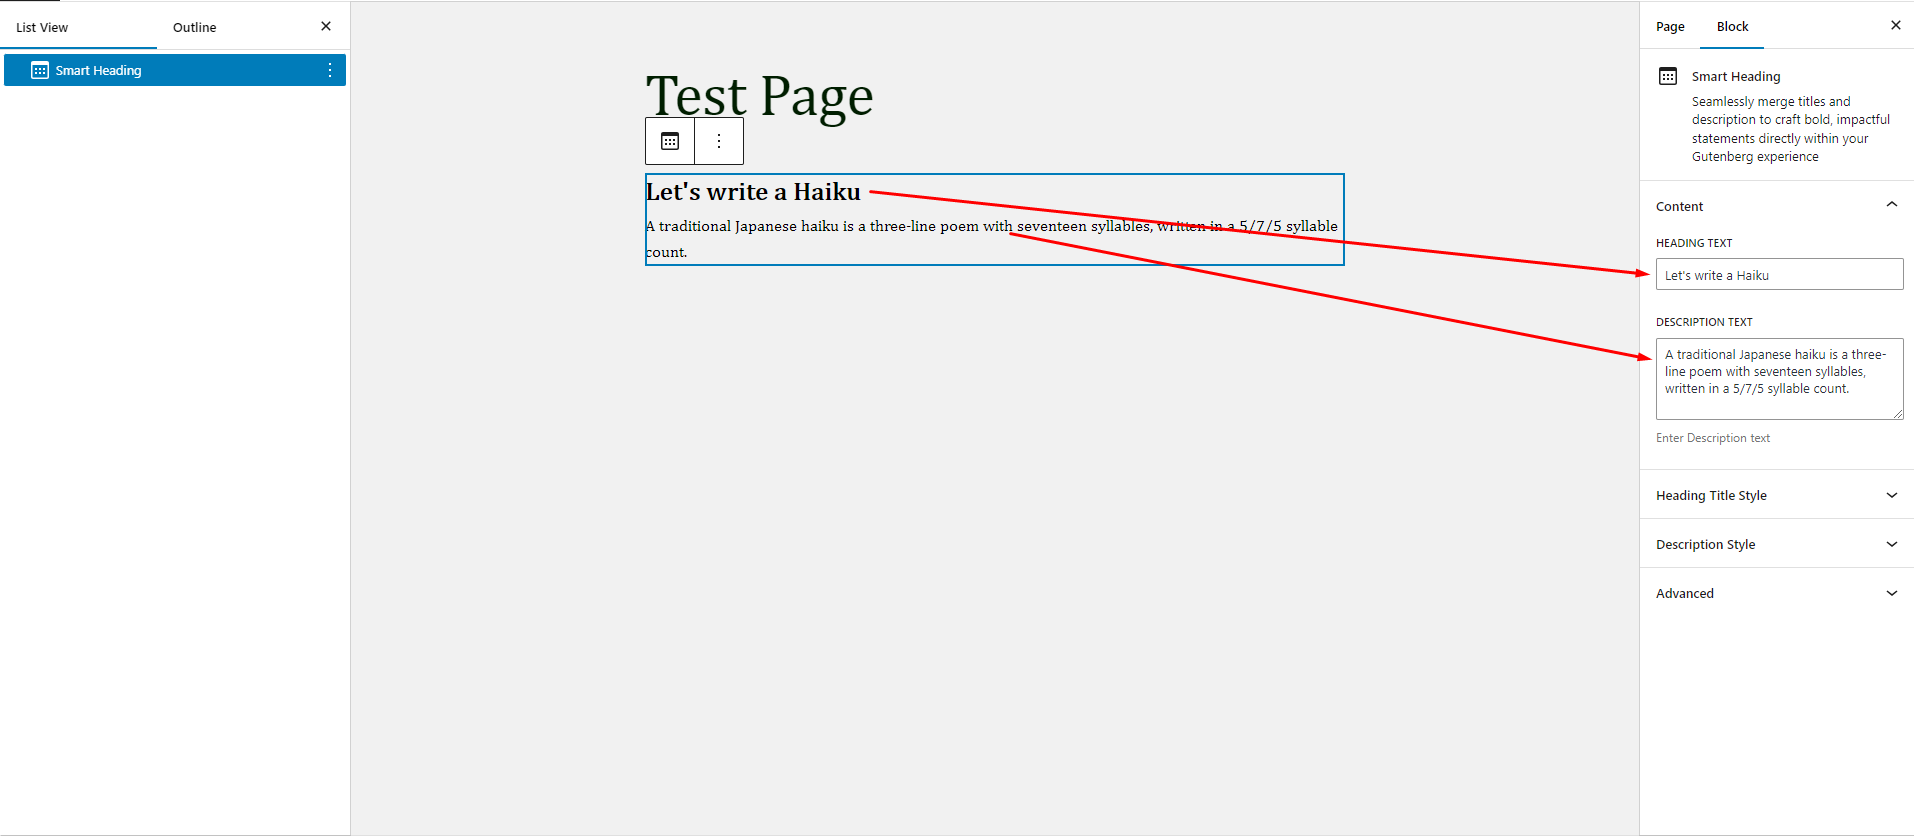 List View
Outline
Smart Heading
Test Page
Let's write a Haiku
A traditional Japanese haiku is a three-line poem with seventeen syllables, written in a 5/7/5 syllable
count.
Page
Block
Smart Heading
Seamlessly merge titles and
description to craft bold, impactful
statements directly within your
Gutenberg experience
Content
HEADING TEXT
Let's write a Haiku
DESCRIPTION TEXT
A traditional Japanese haiku is a three-
line poem with seventeen syllables,
written in a 5/7/5 syllable count.
Enter Description text
Heading Title Style
Description Style
Advanced